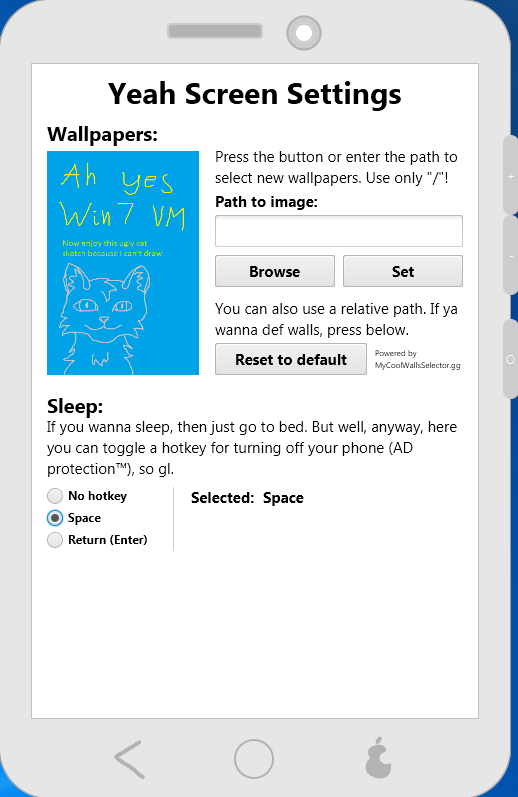 Yeah Screen Settings
Wallpapers:
Ah yes
Win 7 VM
Now enjoy this ugly cat
sketch because I can't draw
Press the button or enter the path to
select new wallpapers. Use only "/"!
Path to image:
Browse
Set
You can also use a relative path. If ya
wanna def walls, press below.
Reset to default
Powered by
MyCoolWallsSelector.gg
Sleep:
If you wanna sleep, then just go to bed. But well, anyway, here
you can toggle a hotkey for turning off your phone (AD
protection™), so gl.
No hotkey
Space
Return (Enter)
Selected: Space
+
-
O